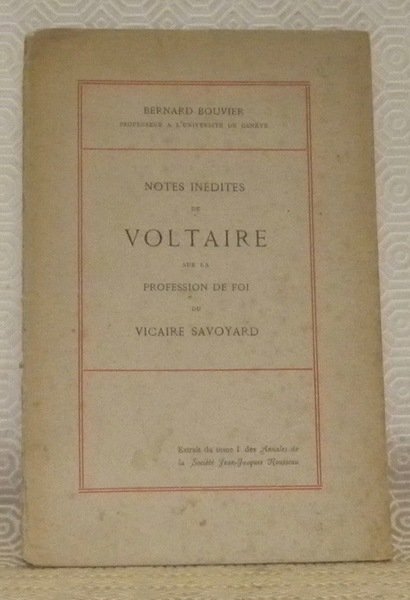 BERNARD BOUVIER
PROFESSEUR A L'UNIVERSITÉ DE GENÈVE
NOTES INÉDITES
DE
VOLTAIRE
SUR LA
PROFESSION DE FOI
DU
VICAIRE SAVOYARD
Extrait du tome I des Annales de
la Société Jean-Jacques Rousseau